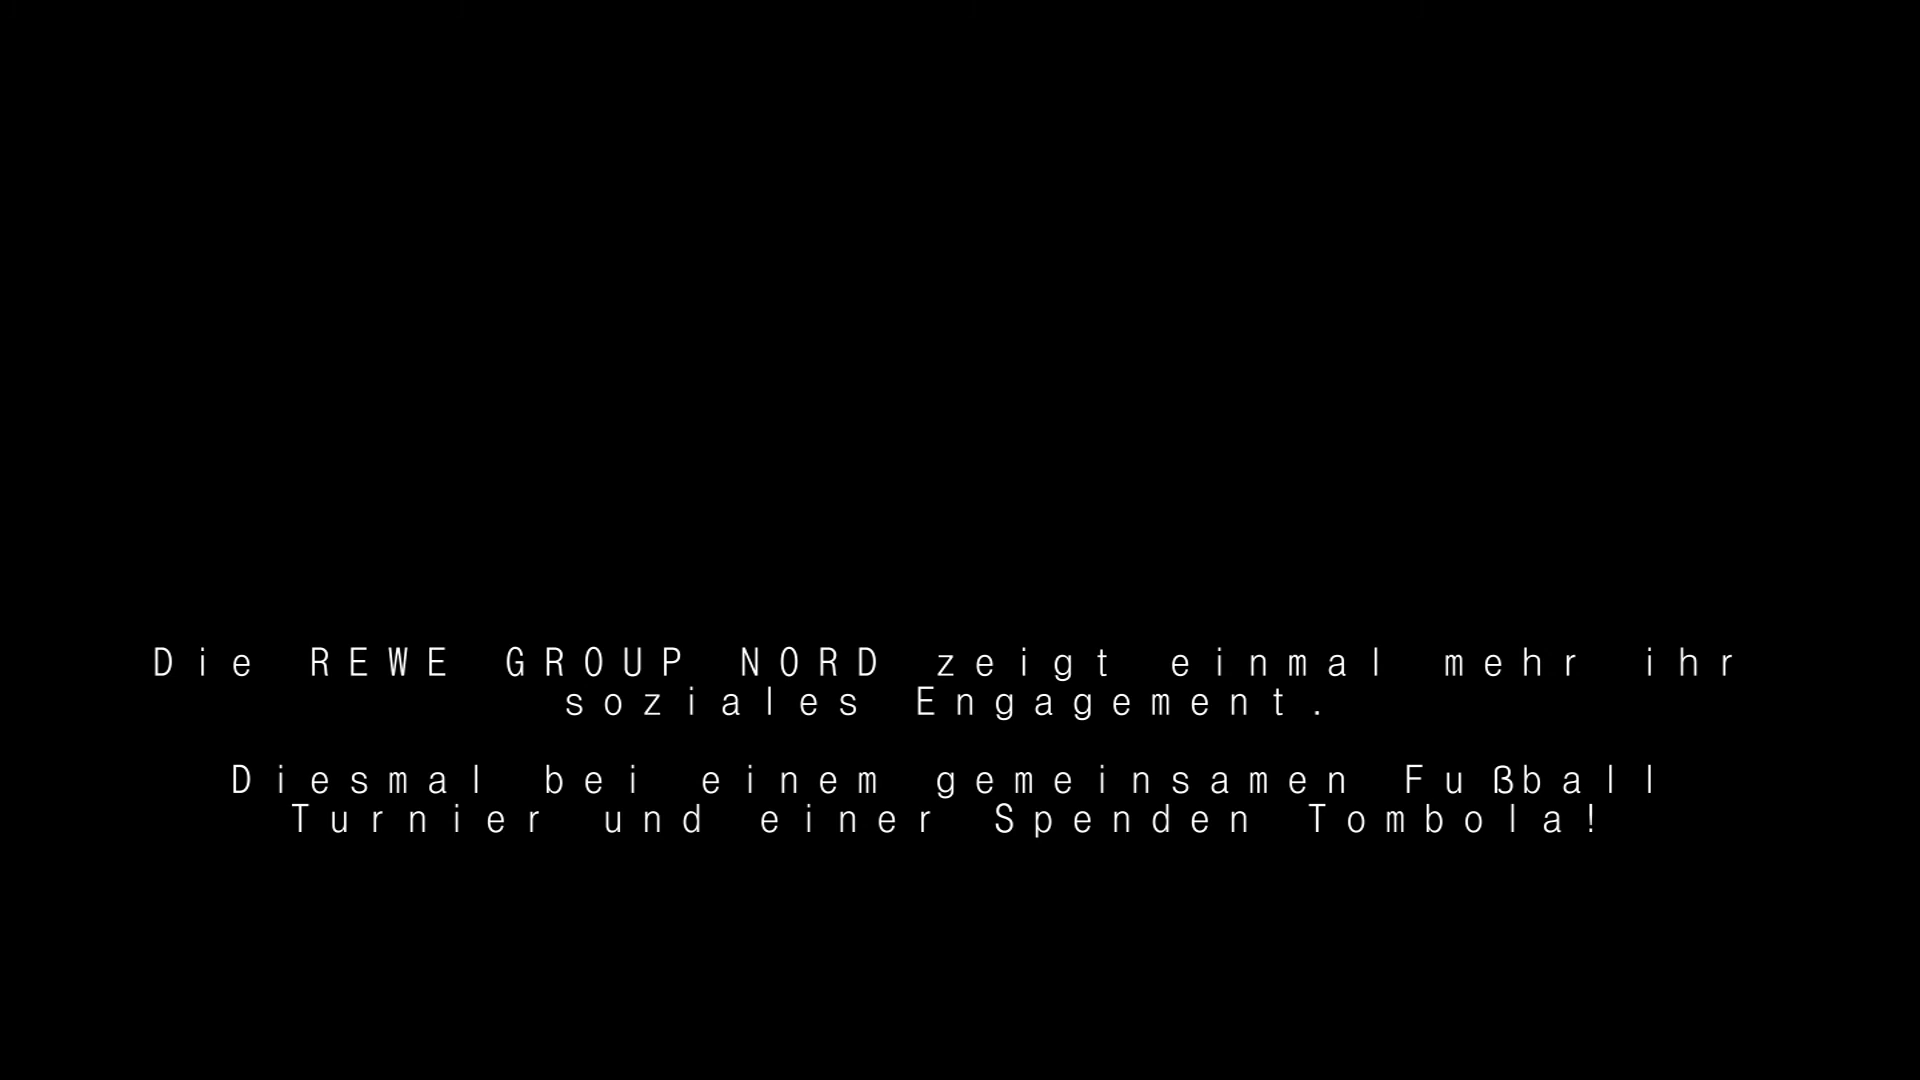 Die REWE GROUP NORD zeigt einmal mehr ihr
soziales Engagement.
Diesmal bei einem gemeinsamen Fußball
Turnier und einer Spenden Tombola!